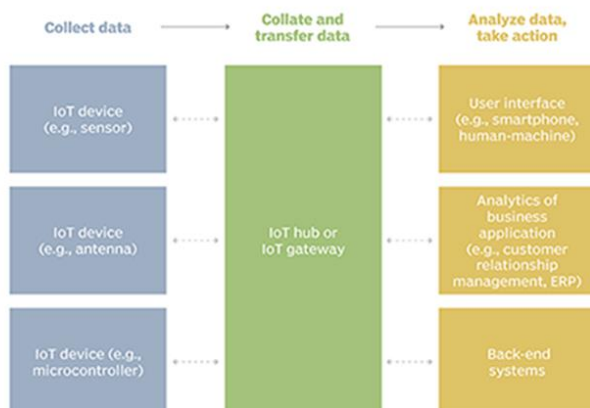 Collect data
Collate and
transfer data
Analyze data,
take action
IoT device
(e.g., sensor)
User interface
(e.g., smartphone,
human-machine)
IoT device
(e.g., antenna)
IoT hub or
IoT gateway
Analytics of
business
application
(e.g., customer
relationship
management, ERP)
IoT device (e.g.,
microcontroller)
Back-end
systems